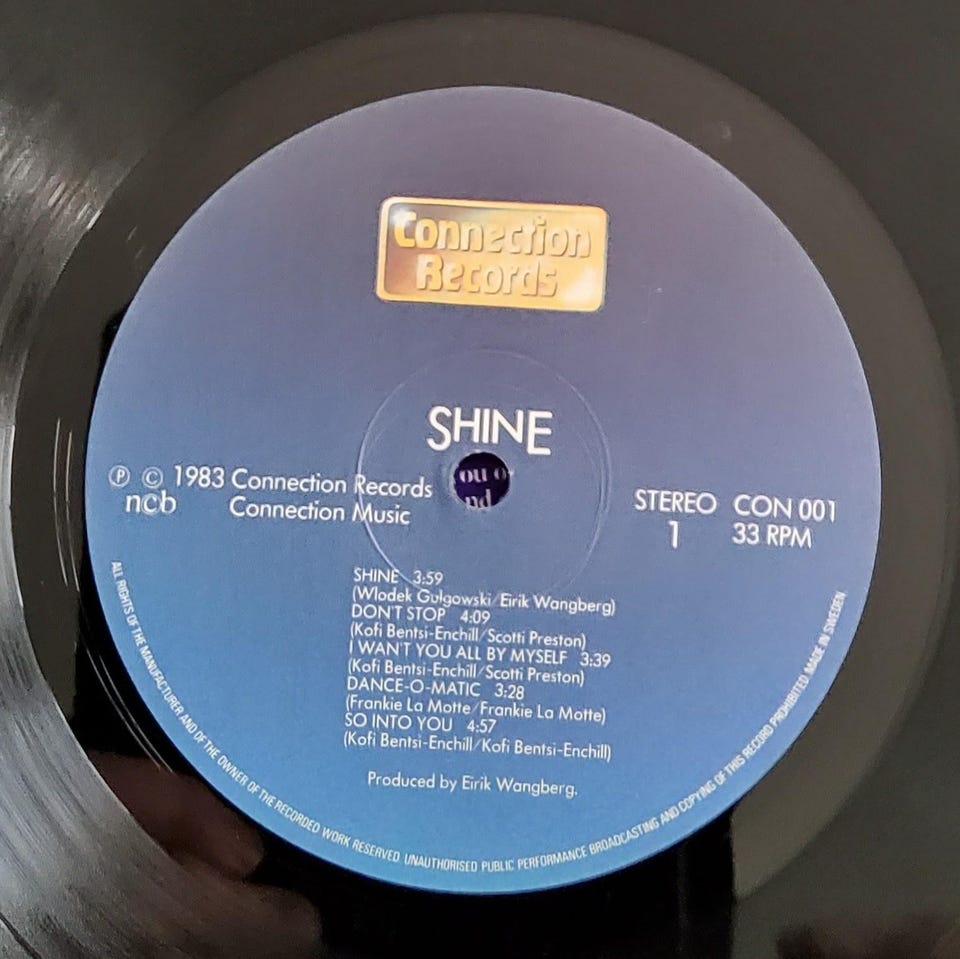 Connection
Records
SHINE
Ⓟ © 1983 Connection Records
ncb Connection Music
ou o
nd
STEREO CON 001
1 33 RPM
SHINE 3:59
(Wlodek Gulgowski/Eirik Wangberg)
DON'T STOP 4:09
(Kofi Bentsi-Enchill/Scotti Preston)
I WAN'T YOU ALL BY MYSELF 3:39
(Kofi Bentsi-Enchill/Scotti Preston)
DANCE-O-MATIC 3:28
(Frankie La Motte/Frankie La Motte)
SO INTO YOU 4:57
(Kofi Bentsi-Enchill/Kofi Bentsi-Enchill)
Produced by Eirik Wangberg.
ALL RIGHTS OF THE MANUFACTURER AND OF THE OWNER OF THE RECORDED WORK RESERVED UNAUTHORISED PUBLIC PERFORMANCE BROADCASTING AND COPYING OF THIS RECORD PROHIBITED MADE IN SWEDEN